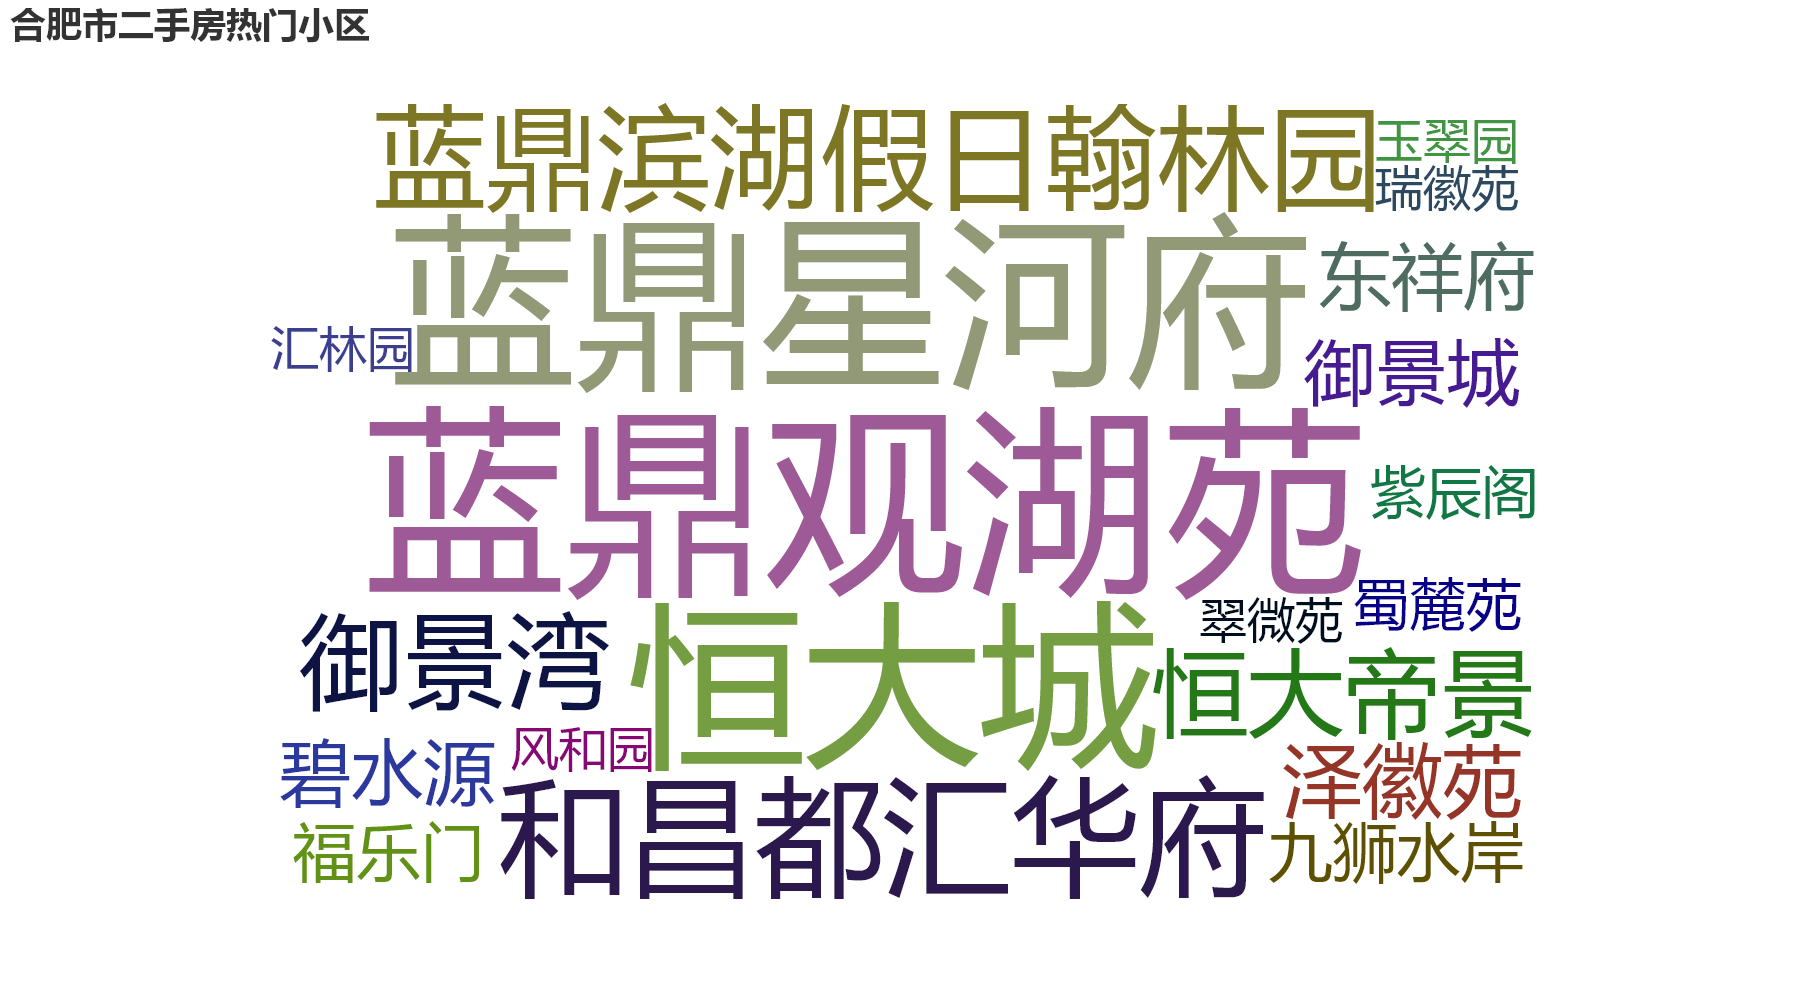 合肥市二手房热门小区
蓝鼎滨湖假日翰林园
玉翠园
瑞徽苑
蓝鼎星河府
东祥府
汇林园
御景城
蓝鼎观湖苑
紫辰阁
蜀麓苑
翠微苑
御景湾
恒大城
恒大帝景
风和园
碧水源
泽徽苑
和昌都汇华府
福乐门
九狮水岸